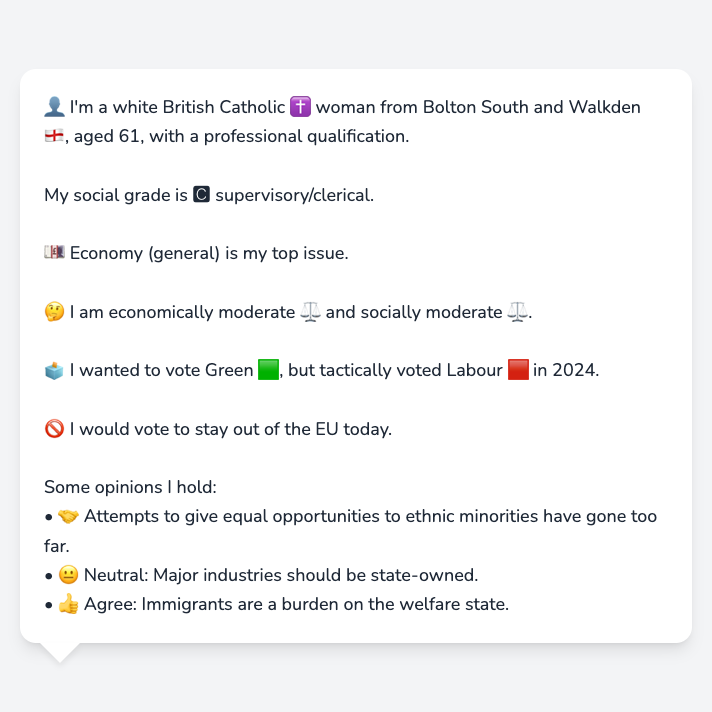 👤 I'm a white British Catholic ✝️ woman from Bolton South and Walkden
🏴󠁧󠁢󠁥󠁮󠁧󠁿, aged 61, with a professional qualification.
My social grade is 🅲 supervisory/clerical.
💷 Economy (general) is my top issue.
🤔 I am economically moderate ⚖️ and socially moderate ⚖️.
🗳️ I wanted to vote Green 🟩, but tactically voted Labour 🟥 in 2024.
🚫 I would vote to stay out of the EU today.
Some opinions I hold:
• 🤝 Attempts to give equal opportunities to ethnic minorities have gone too
far.
• 😐 Neutral: Major industries should be state-owned.
• 👍 Agree: Immigrants are a burden on the welfare state.